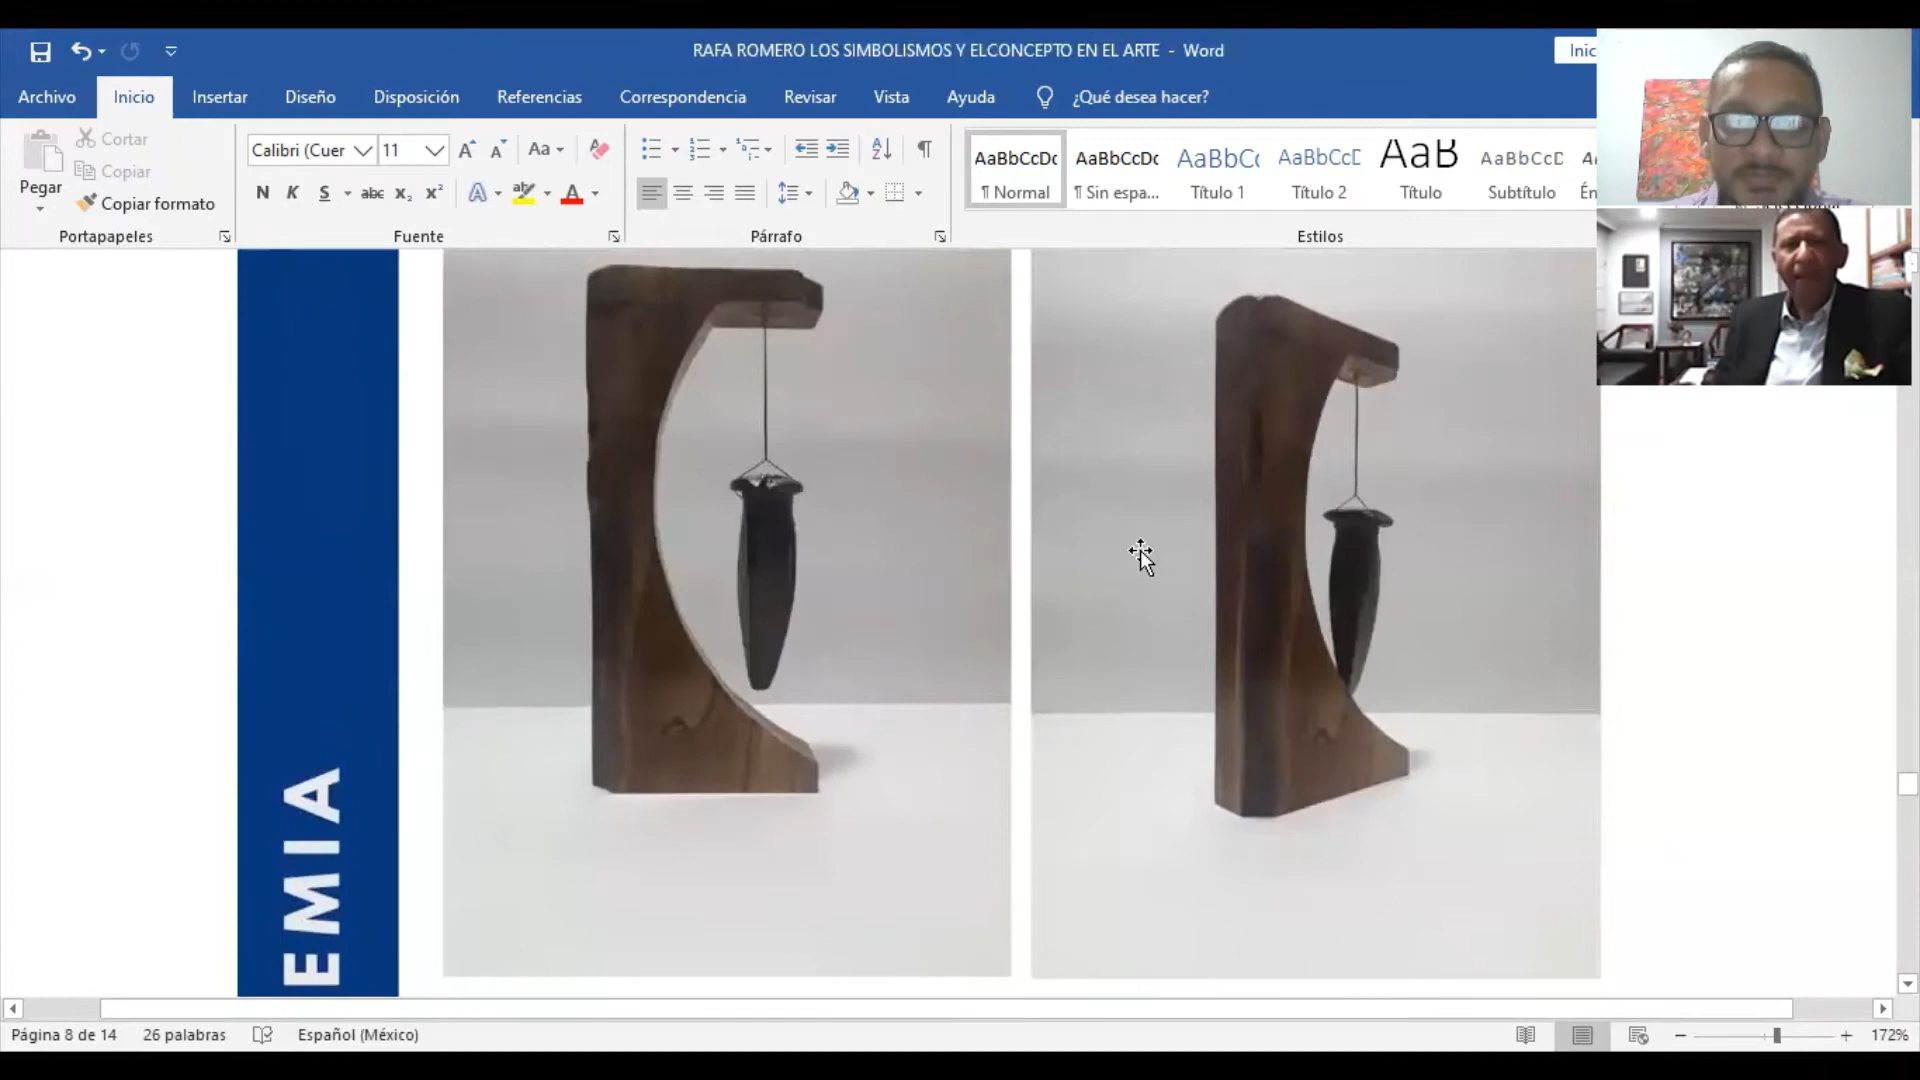 RAFA ROMERO LOS SIMBOLISMOS Y ELCONCEPTO EN EL ARTE - Word
Inic
Archivo Inicio Insertar Diseño Disposición Referencias Correspondencia Revisar Vista Ayuda ¿Qué desea hacer?
Pegar
Cortar
Copiar
Copiar formato
Portapapeles
Calibri (Cuer 11
Aa
N K S abc x₂ x² A ab A
Fuente
A Z ¶
Párrafo
AaBbCcDc AaBbCcDc AaBbCc AaBbCcD AaB AaBbCcD
¶ Normal ¶ Sin espa... Título 1 Título 2 Título Subtítulo Én
Estilos
EMIA
Página 8 de 14 26 palabras Español (México) 172%